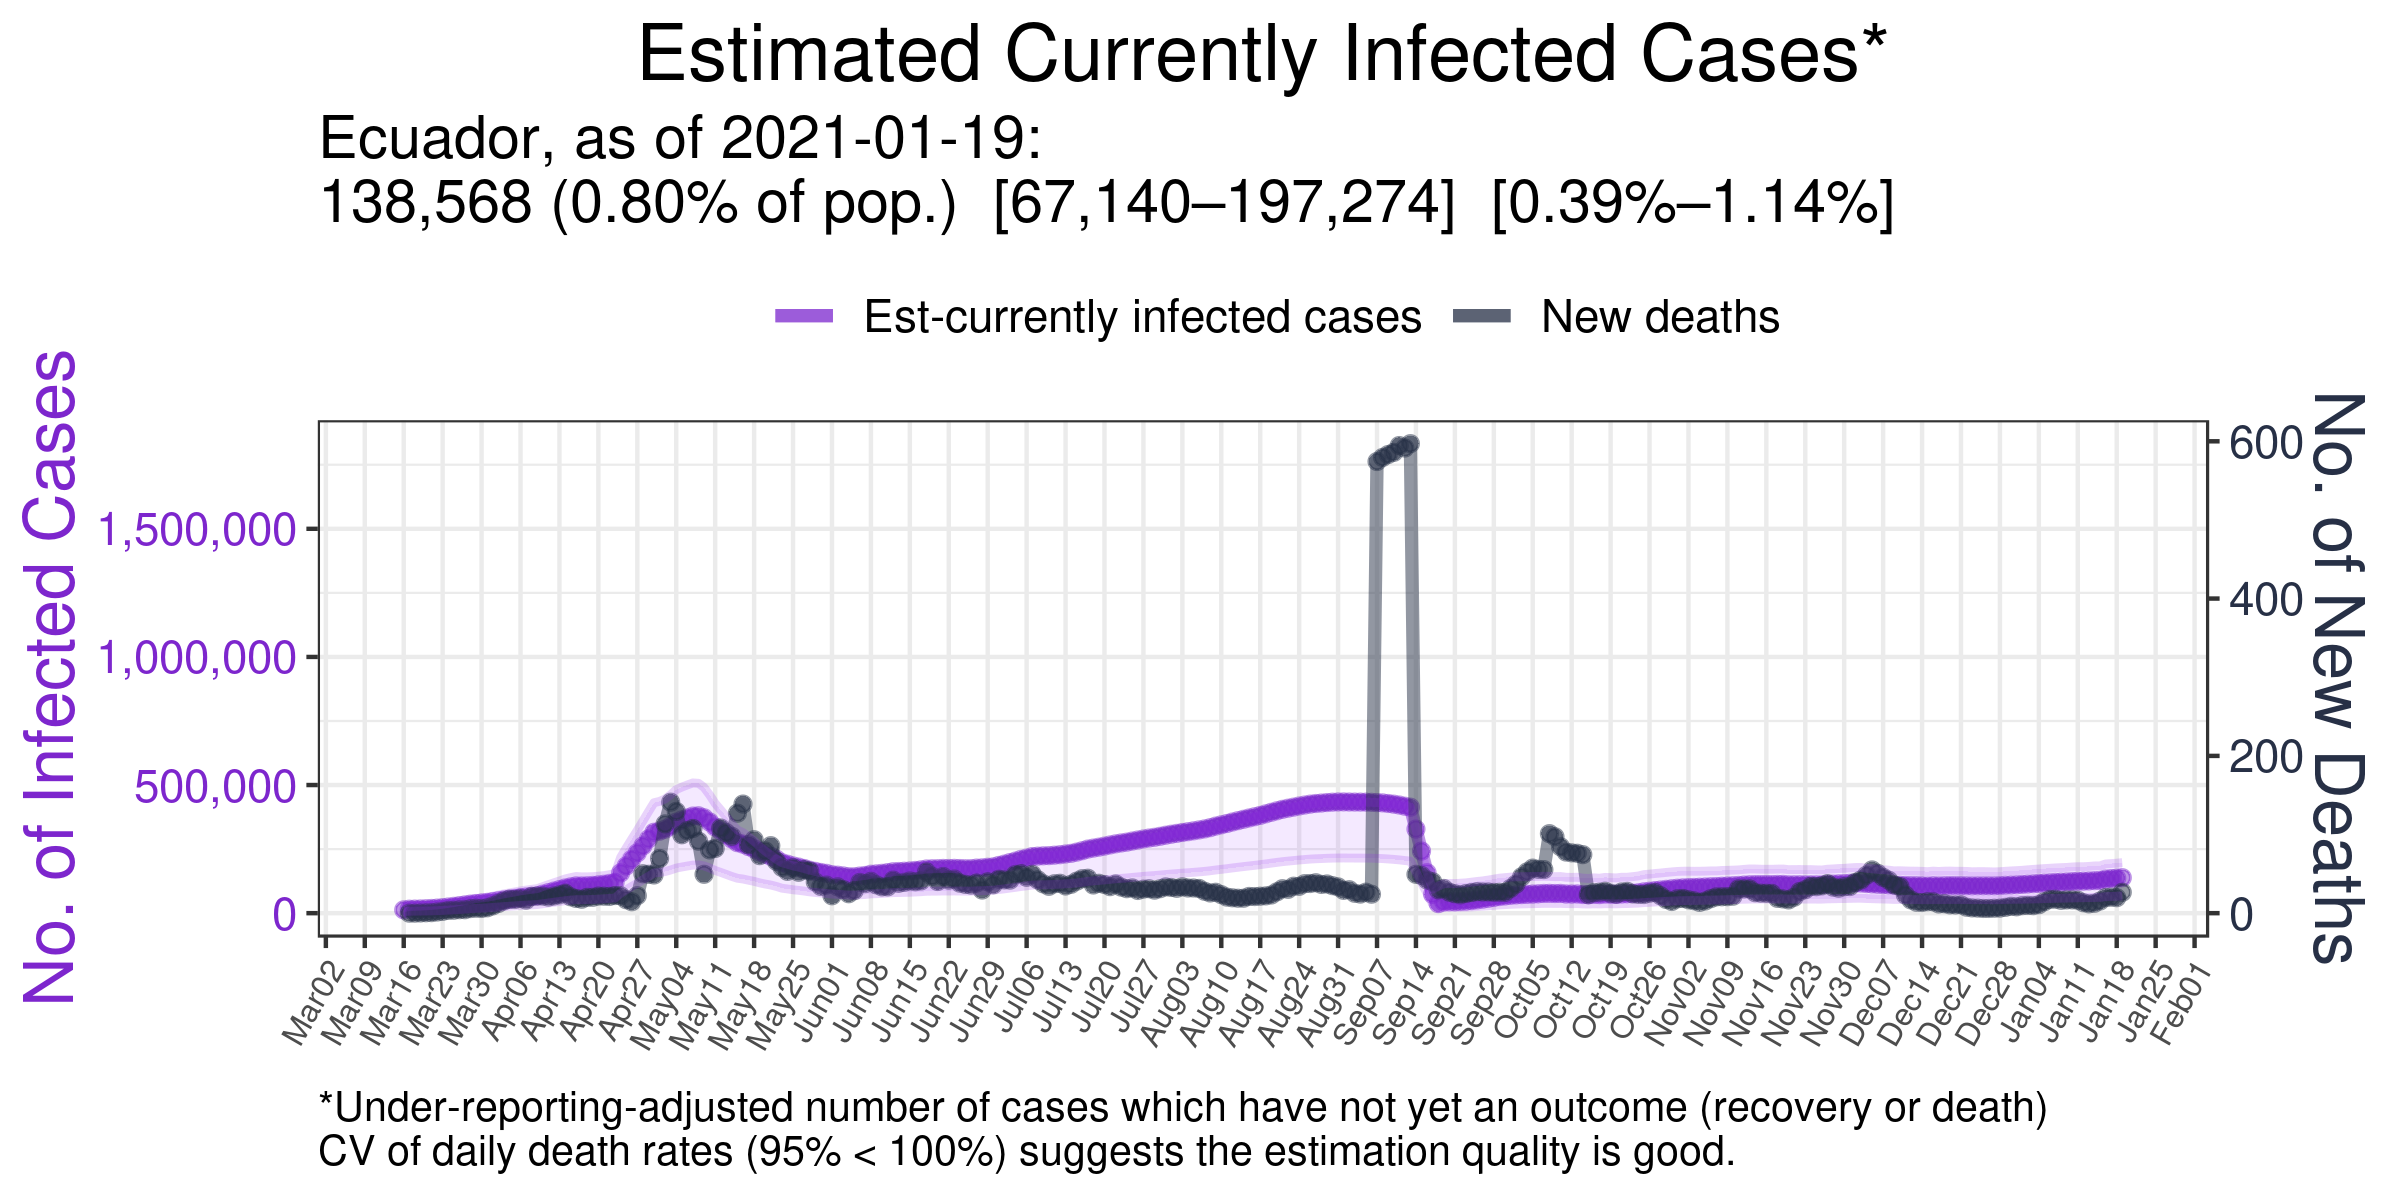 Estimated Currently Infected Cases*
Ecuador, as of 2021-01-19:
138,568 (0.80% of pop.) [67,140–197,274] [0.39%–1.14%]
Est-currently infected cases
New deaths
No. of Infected Cases
1,500,000
1,000,000
500,000
0
No. of New Deaths
600
400
200
0
Mar02
Mar09
Mar16
Mar23
Mar30
Apr06
Apr13
Apr20
Apr27
May04
May11
May18
May25
Jun01
Jun08
Jun15
Jun22
Jun29
Jul06
Jul13
Jul20
Jul27
Aug03
Aug10
Aug17
Aug24
Aug31
Sep07
Sep14
Sep21
Sep28
Oct05
Oct12
Oct19
Oct26
Nov02
Nov09
Nov16
Nov23
Nov30
Dec07
Dec14
Dec21
Dec28
Jan04
Jan11
Jan18
Jan25
Feb01
*Under-reporting-adjusted number of cases which have not yet an outcome (recovery or death)
CV of daily death rates (95% < 100%) suggests the estimation quality is good.